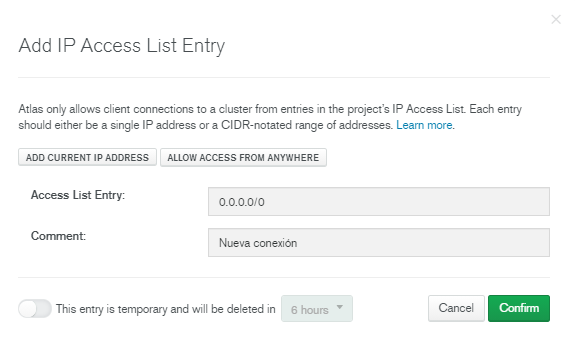 Add IP Access List Entry
Atlas only allows client connections to a cluster from entries in the project's IP Access List. Each entry
should either be a single IP address or a CIDR-notated range of addresses. Learn more.
ADD CURRENT IP ADDRESS ALLOW ACCESS FROM ANYWHERE
Access List Entry: 0.0.0.0/0
Comment: Nueva conexión
This entry is temporary and will be deleted in 6 hours Cancel Confirm